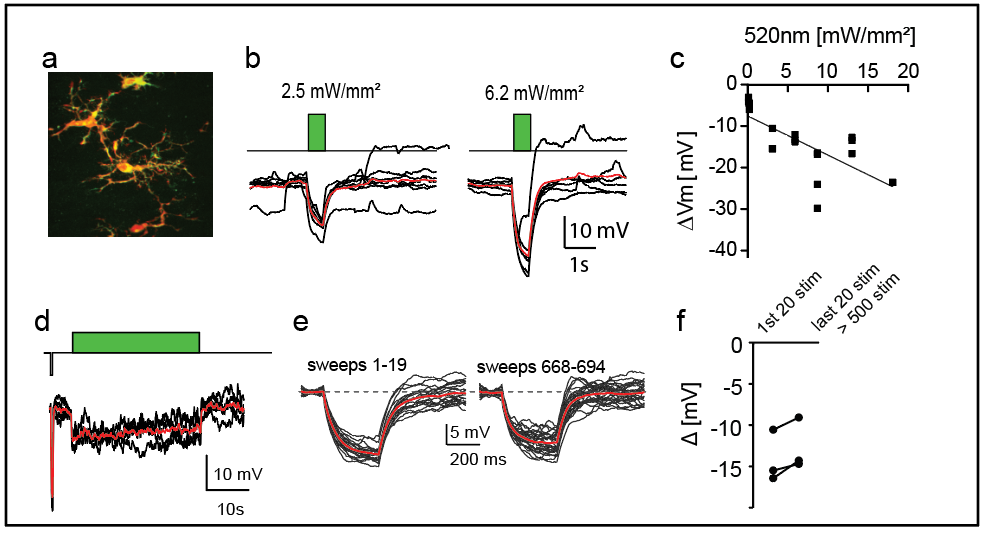 a
b
2.5 mW/mm²
6.2 mW/mm²
10 mV
1s
c
520nm [mW/mm²]
0 5 10 15 20
0
-10
-20
-30
-40
ΔVm [mV]
d
10 mV
10s
e
sweeps 1-19
sweeps 668-694
5 mV
200 ms
f
1st 20 stim
last 20 stim
> 500 stim
0
-5
-10
-15
Δ [mV]